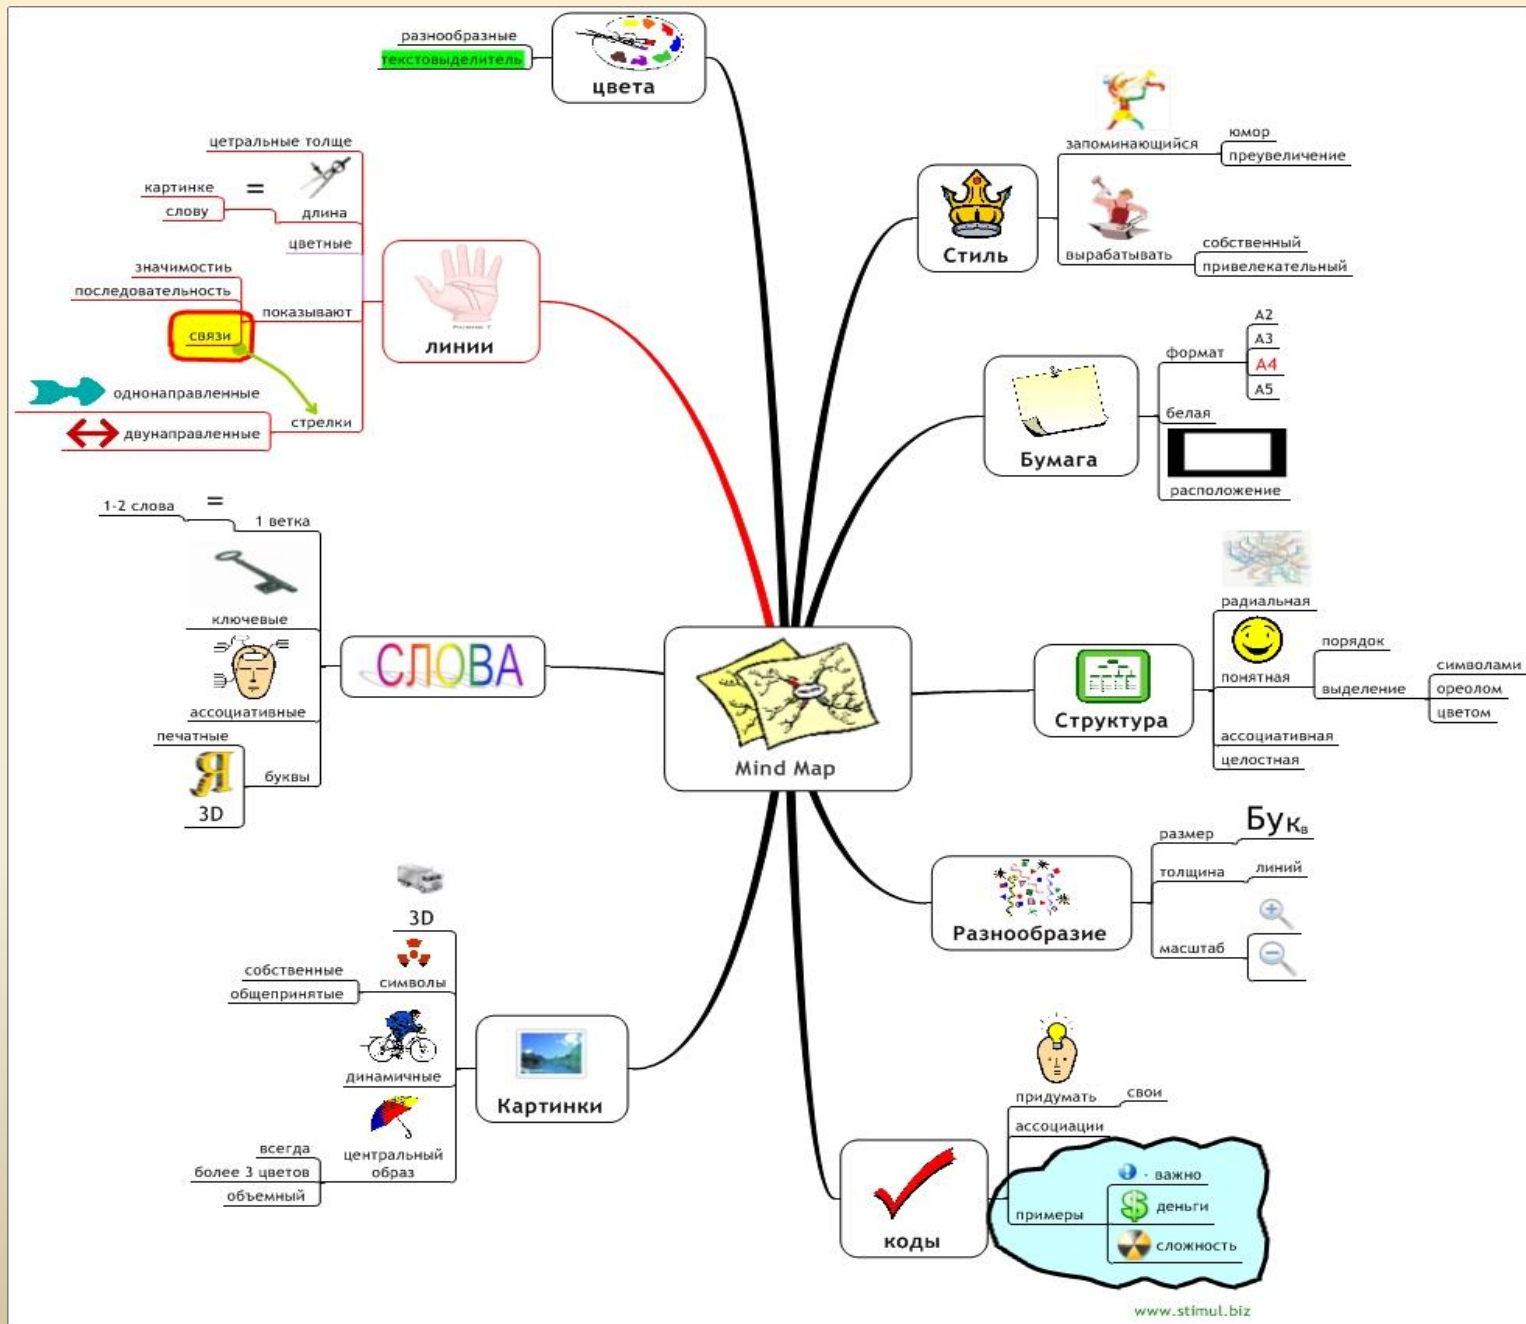 разнообразные
текстовыделитель
цвета
цетральные толще
картинке
=
слову
длина
цветные
значимостиь
последовательность
показывают
связи
однонаправленные
двунаправленные
стрелки
линии
1-2 слова
=
1 ветка
ключевые
ассоциативные
печатные
Я
3D
буквы
СЛОВА
3D
собственные
общепринятые
символы
динамичные
всегда
более 3 цветов
объемный
центральный
образ
Картинки
Mind Map
запоминающийся
юмор
преувеличение
Стиль
вырабатывать
собственный
привелекательный
А2
А3
А4
А5
формат
белая
расположение
Бумага
радиальная
понятная
порядок
выделение
символами
ореолом
цветом
ассоциативная
целостная
Структура
размер
Букв
толщина
линий
масштаб
Разнообразие
придумать
свои
ассоциации
примеры
- важно
$ деньги
сложность
коды
www.stimul.biz